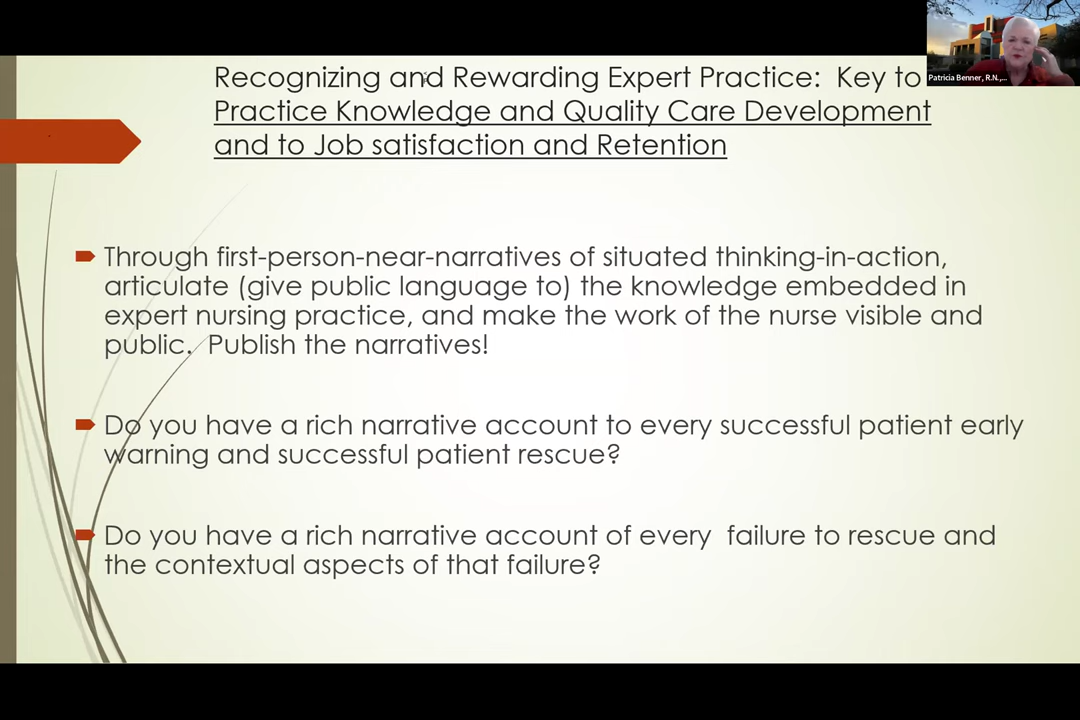 Recognizing and Rewarding Expert Practice:  Key to
Practice Knowledge and Quality Care Development
and to Job satisfaction and Retention
Patricia Benner, R.N.,...
Through first-person-near-narratives of situated thinking-in-action,
articulate (give public language to) the knowledge embedded in
expert nursing practice, and make the work of the nurse visible and
public.  Publish the narratives!
Do you have a rich narrative account to every successful patient early
warning and successful patient rescue?
Do you have a rich narrative account of every  failure to rescue and
the contextual aspects of that failure?